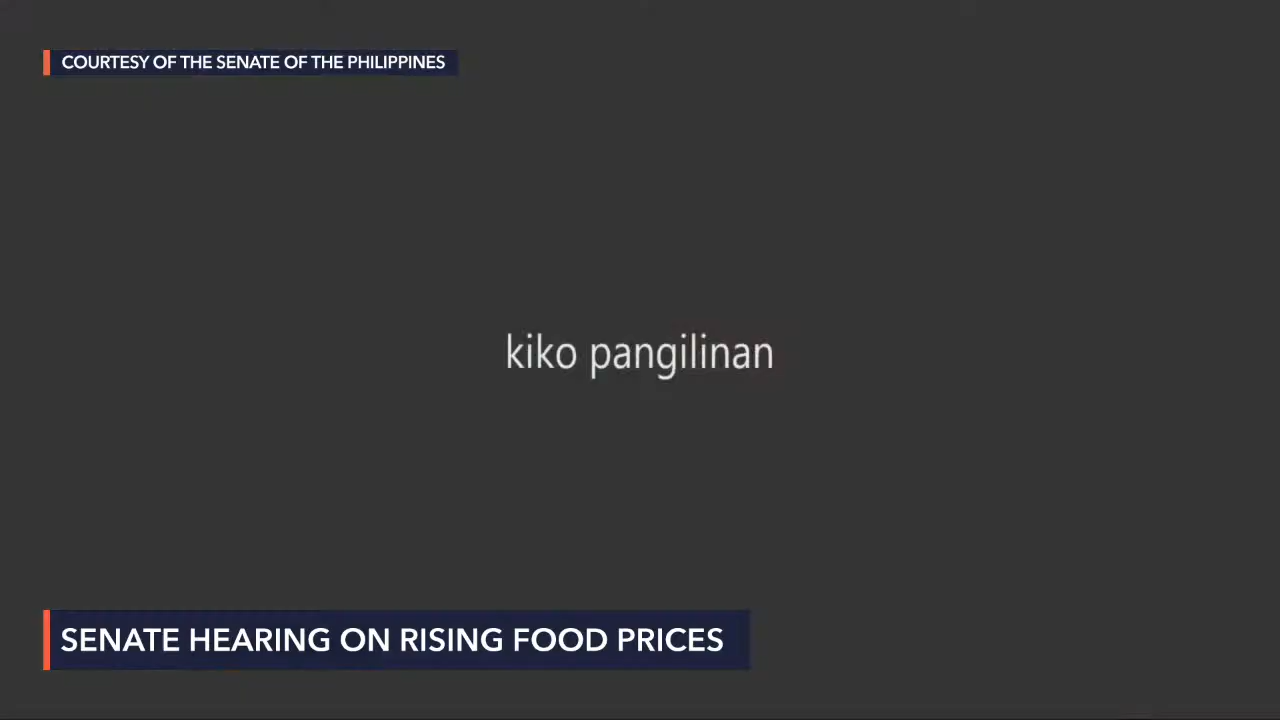 COURTESY OF THE SENATE OF THE PHILIPPINES
kiko pangilinan
SENATE HEARING ON RISING FOOD PRICES